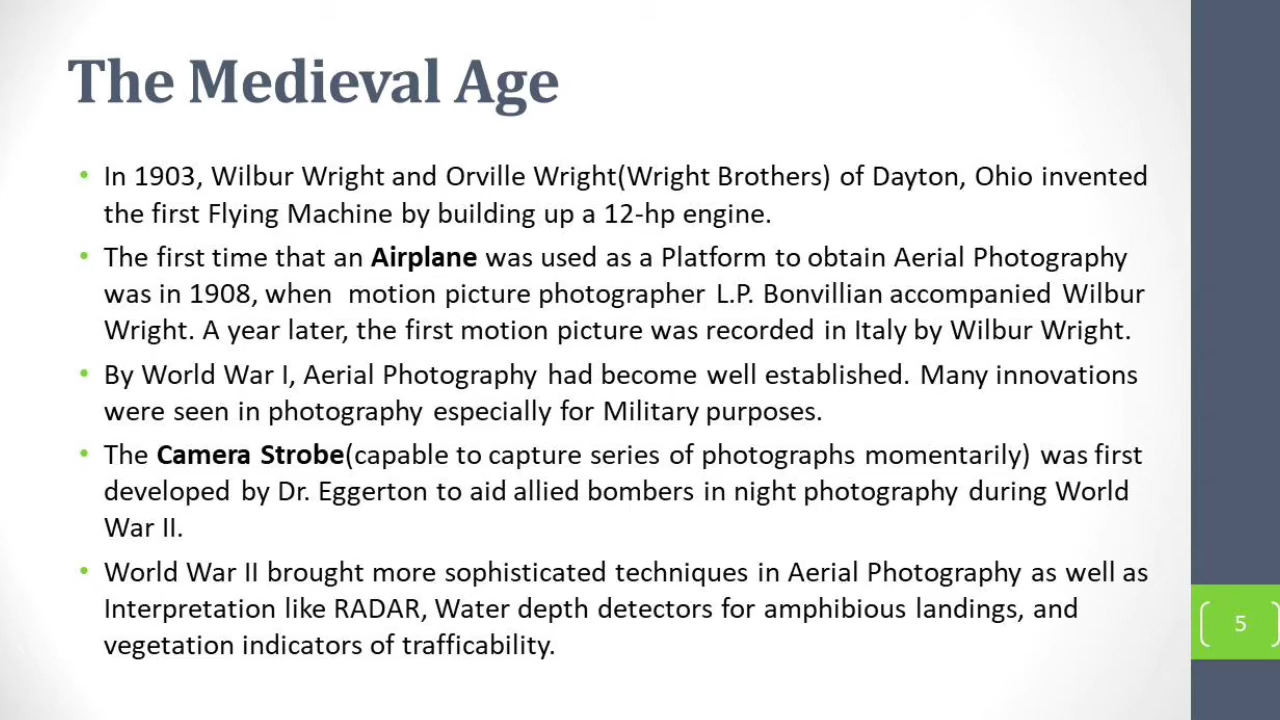 The Medieval Age
• In 1903, Wilbur Wright and Orville Wright(Wright Brothers) of Dayton, Ohio invented
the first Flying Machine by building up a 12-hp engine.
• The first time that an Airplane was used as a Platform to obtain Aerial Photography
was in 1908, when motion picture photographer L.P. Bonvillian accompanied Wilbur
Wright. A year later, the first motion picture was recorded in Italy by Wilbur Wright.
• By World War I, Aerial Photography had become well established. Many innovations
were seen in photography especially for Military purposes.
• The Camera Strobe(capable to capture series of photographs momentarily) was first
developed by Dr. Eggerton to aid allied bombers in night photography during World
War II.
• World War II brought more sophisticated techniques in Aerial Photography as well as
Interpretation like RADAR, Water depth detectors for amphibious landings, and
vegetation indicators of trafficability.
5